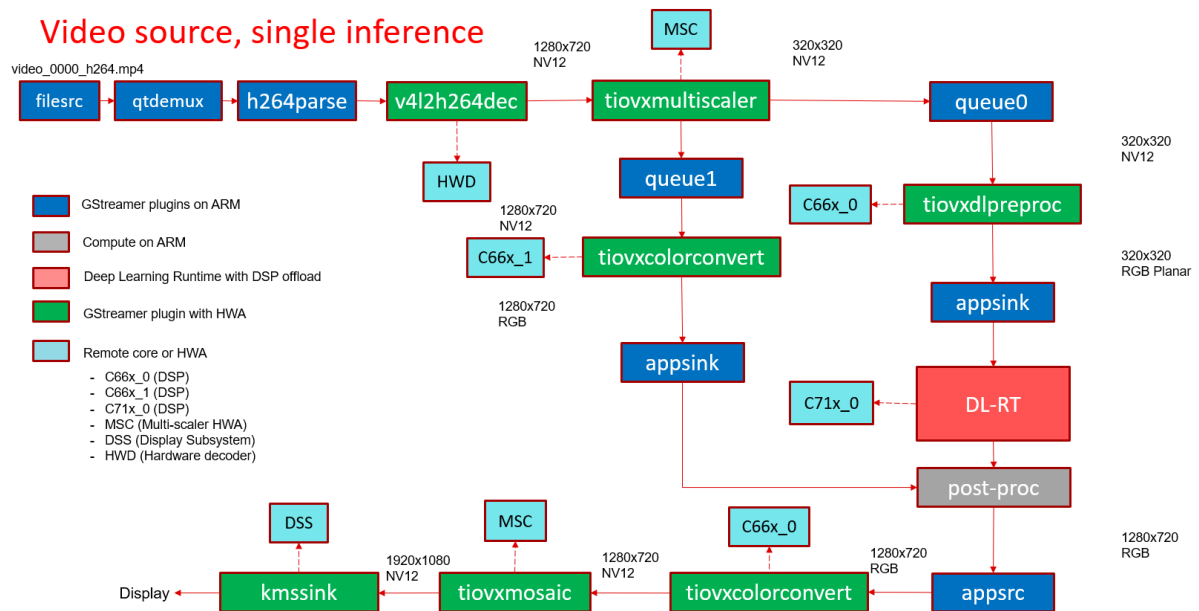 Video source, single inference
video_0000_h264.mp4
filesrc
qtdemux
h264parse
v4l2h264dec
1280x720
NV12
MSC
tiovxmultiscaler
320x320
NV12
queue0
HWD
queue1
320x320
NV12
C66x_0
tiovxdlpreproc
1280x720
NV12
C66x_1
tiovxcolorconvert
320x320
RGB Planar
1280x720
RGB
appsink
appsink
C71x_0
DL-RT
post-proc
GStreamer plugins on ARM
Compute on ARM
Deep Learning Runtime with DSP offload
GStreamer plugin with HWA
Remote core or HWA
- C66x_0 (DSP)
- C66x_1 (DSP)
- C71x_0 (DSP)
- MSC (Multi-scaler HWA)
- DSS (Display Subsystem)
- HWD (Hardware decoder)
1280x720
RGB
appsrc
1280x720
RGB
C66x_0
tiovxcolorconvert
1280x720
NV12
MSC
tiovxmosaic
1920x1080
NV12
DSS
kmssink
Display